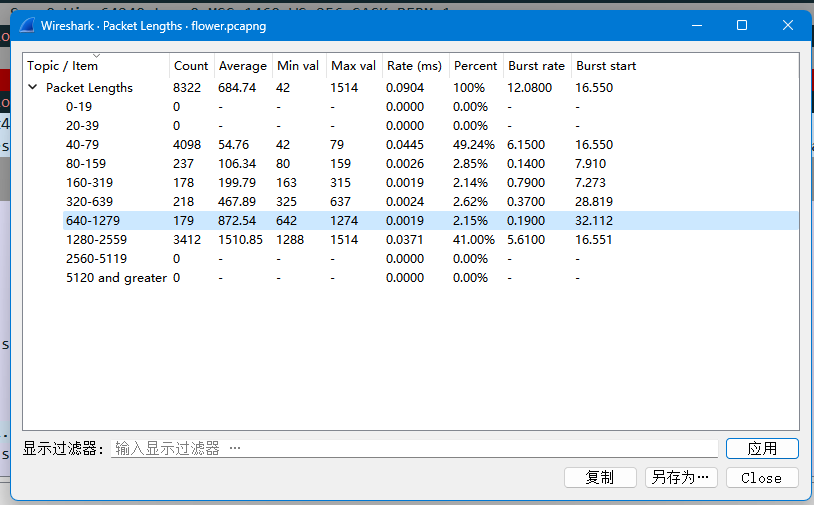 Wireshark · Packet Lengths · flower.pcapng
Topic / Item Count Average Min val Max val Rate (ms) Percent Burst rate Burst start
Packet Lengths 8322 684.74 42 1514 0.0904 100% 12.0800 16.550
0-19 0 - - - 0.0000 0.00% - -
20-39 0 - - - 0.0000 0.00% - -
40-79 4098 54.76 42 79 0.0445 49.24% 6.1500 16.550
80-159 237 106.34 80 159 0.0026 2.85% 0.1400 7.910
160-319 178 199.79 163 315 0.0019 2.14% 0.7900 7.273
320-639 218 467.89 325 637 0.0024 2.62% 0.3700 28.819
640-1279 179 872.54 642 1274 0.0019 2.15% 0.1900 32.112
1280-2559 3412 1510.85 1288 1514 0.0371 41.00% 5.6100 16.551
2560-5119 0 - - - 0.0000 0.00% - -
5120 and greater 0 - - - 0.0000 0.00% - -
显示过滤器: 输入显示过滤器 … 应用
复制 另存为… Close